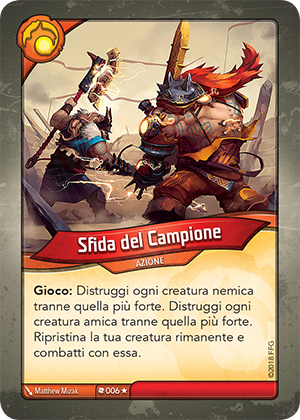 Sfida del Campione
AZIONE
Gioco: Distruggi ogni creatura nemica
tranne quella più forte. Distruggi ogni
creatura amica tranne quella più forte.
Ripristina la tua creatura rimanente e
combatti con essa.
©2018 FFG
Matthew Mizak
006